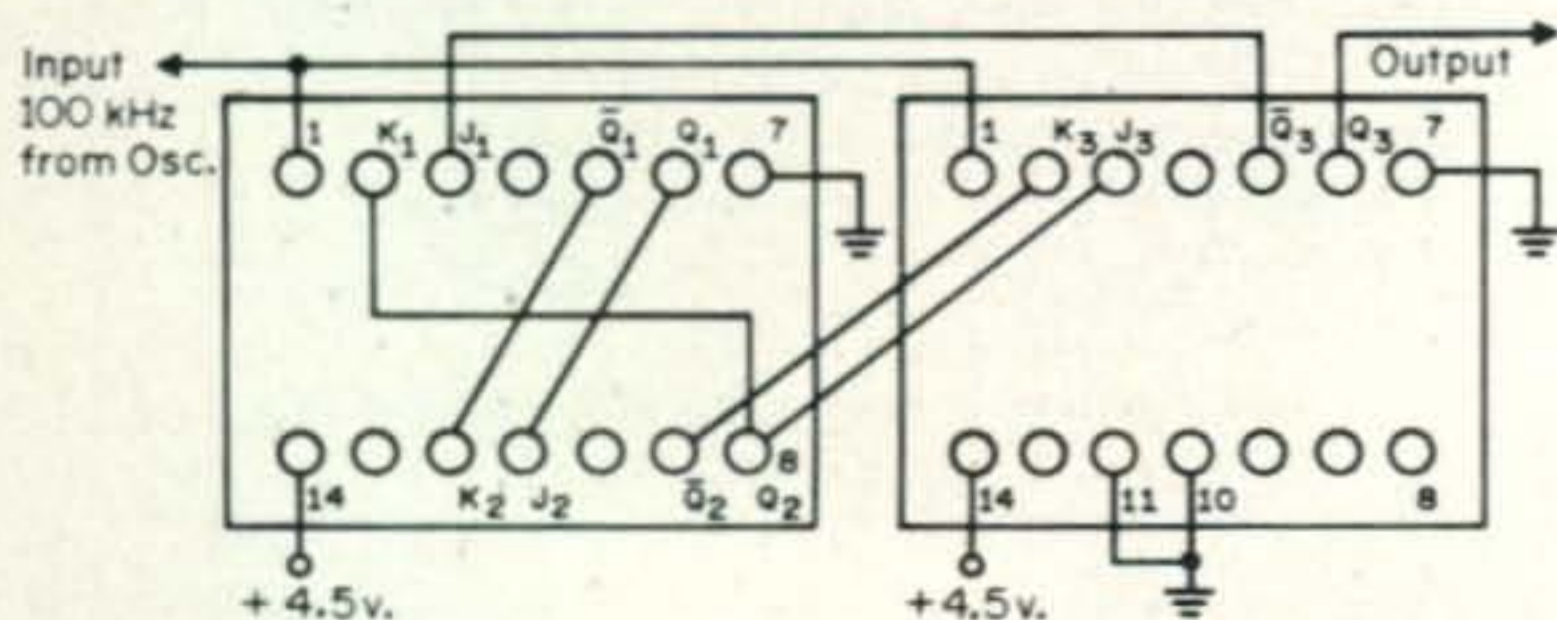 Input
100 kHz
from Osc.
Output
1 K1 J1 Q̄1 Q1 7
1 K3 J3 Q̄3 Q3 7
14 K2 J2 Q̄2 8 Q2
14 11 10 8
+ 4.5v.
+4.5v.